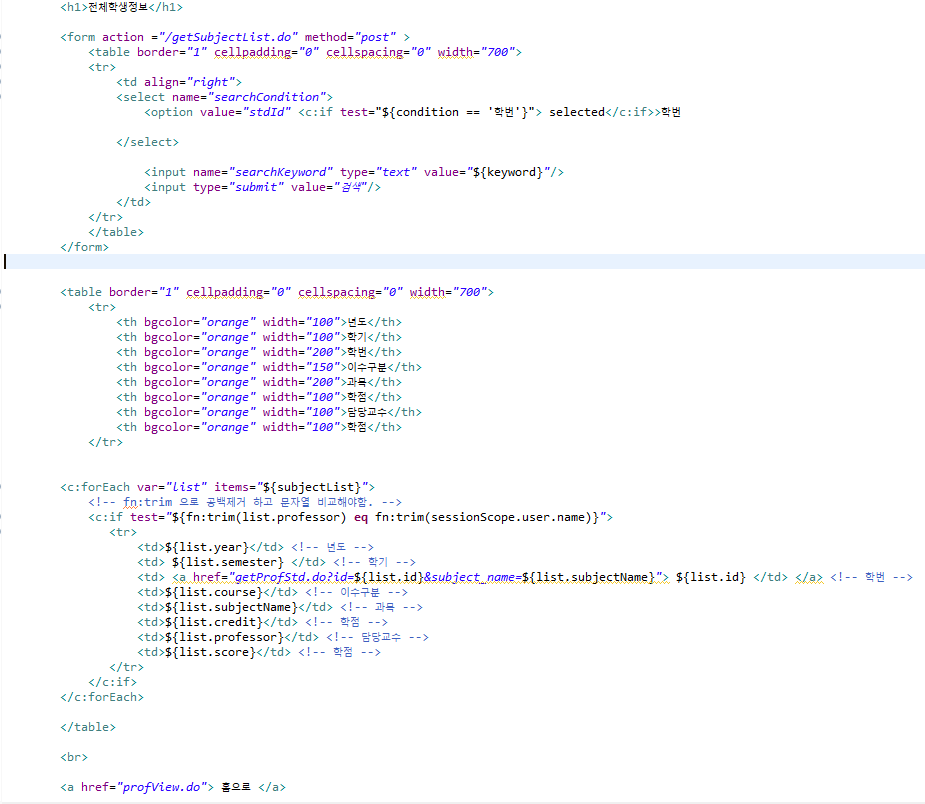 <h1>전체학생정보</h1>
<form action ="/getSubjectList.do" method="post" >
<table border="1" cellpadding="0" cellspacing="0" width="700">
<tr>
<td align="right">
<select name="searchCondition">
<option value="stdId" <c:if test="${condition == '학번'}"> selected</c:if>>학번
</select>
<input name="searchKeyword" type="text" value="${keyword}"/>
<input type="submit" value="검색"/>
</td>
</tr>
</table>
</form>
<table border="1" cellpadding="0" cellspacing="0" width="700">
<tr>
<th bgcolor="orange" width="100">년도</th>
<th bgcolor="orange" width="100">학기</th>
<th bgcolor="orange" width="200">학번</th>
<th bgcolor="orange" width="150">이수구분</th>
<th bgcolor="orange" width="200">과목</th>
<th bgcolor="orange" width="100">학점</th>
<th bgcolor="orange" width="100">담당교수</th>
<th bgcolor="orange" width="100">학점</th>
</tr>
<c:forEach var="list" items="${subjectList}">
<!-- fn:trim 으로 공백제거 하고 문자열 비교해야함. -->
<c:if test="${fn:trim(list.professor) eq fn:trim(sessionScope.user.name)}">
<tr>
<td>${list.year}</td> <!-- 년도 -->
<td> ${list.semester} </td> <!-- 학기 -->
<td> <a href="getProfStd.do?id=${list.id}&subject_name=${list.subjectName}"> ${list.id} </td> </a> <!-- 학번 -->
<td>${list.course}</td> <!-- 이수구분 -->
<td>${list.subjectName}</td> <!-- 과목 -->
<td>${list.credit}</td> <!-- 학점 -->
<td>${list.professor}</td> <!-- 담당교수 -->
<td>${list.score}</td> <!-- 학점 -->
</tr>
</c:if>
</c:forEach>
</table>
<br>
<a href="profView.do"> 홈으로 </a>